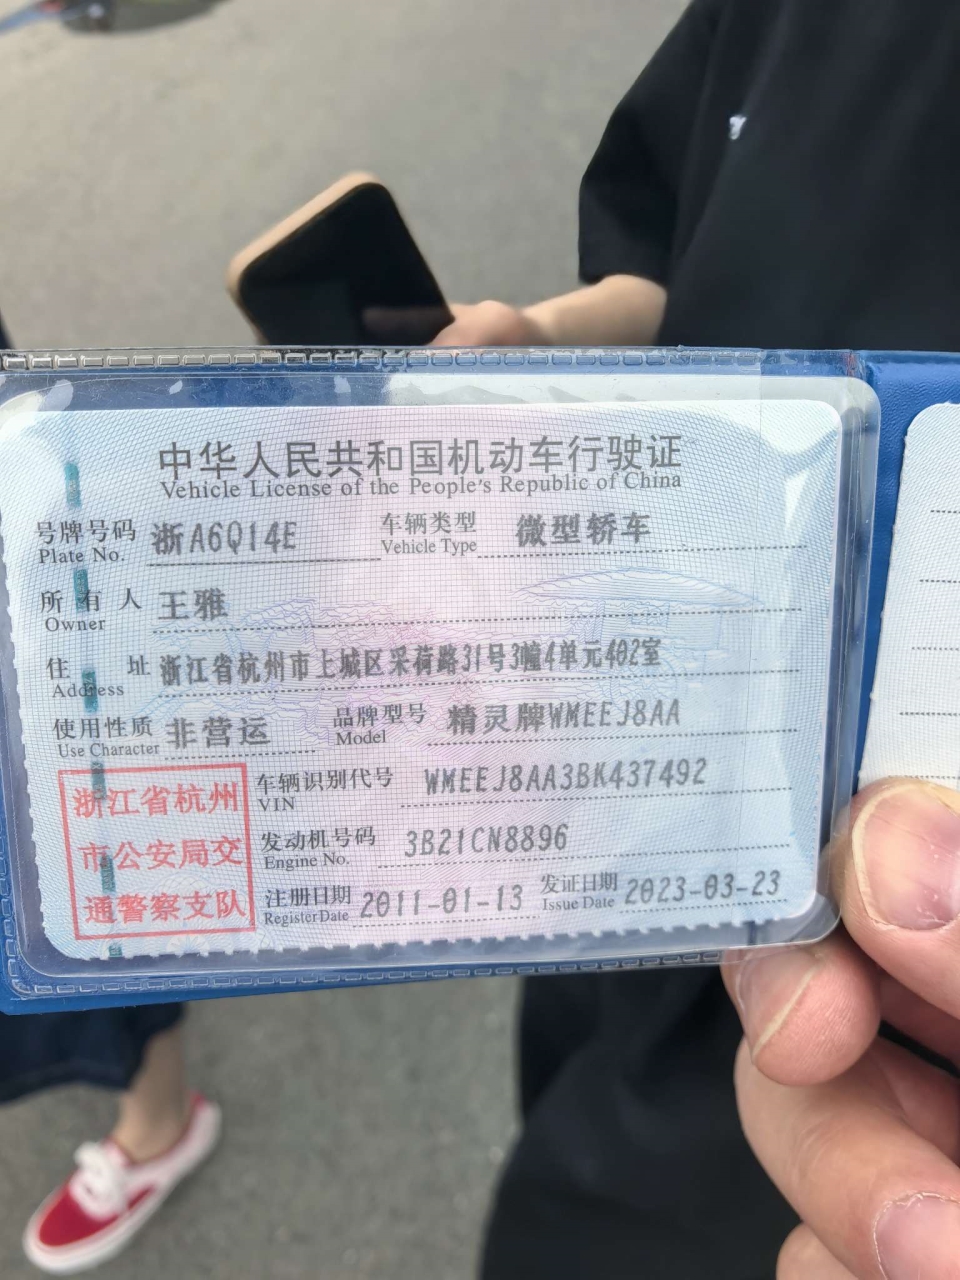 中华人民共和国机动车行驶证
Vehicle License of the People's Republic of China
号牌号码 浙A6Q14E 车辆类型 微型轿车
Plate No. Vehicle Type
所有人 王雅
Owner
住址 浙江省杭州市上城区采荷路31号3幢4单元402室
Address
使用性质 非营运 品牌型号 精灵牌WMEEJ8AA
Use Character Model
浙江省杭州
市公安局交
通警察支队
车辆识别代号 WMEEJ8AA3BK437492
VIN
发动机号码 3B21CN8896
Engine No.
注册日期 2011-01-13 发证日期 2023-03-23
Register Date Issue Date